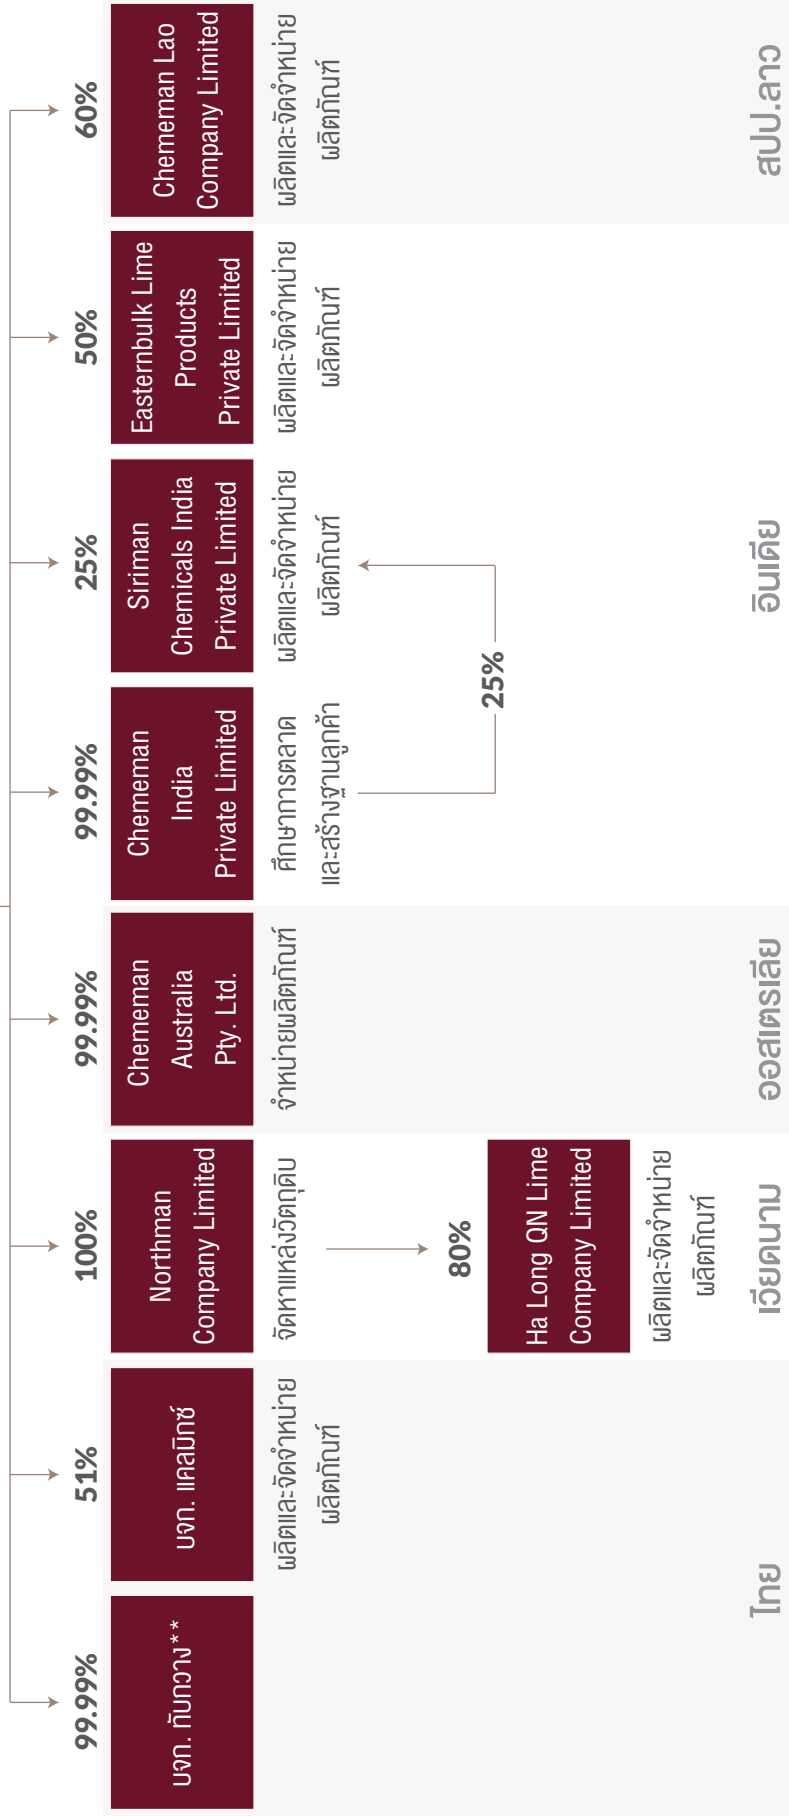 99.99%
51%
100%
99.99%
99.99%
25%
50%
60%
บจก. ทับกวาง**
บจก. แคลมิกซ์
ผลิตและจัดจำหน่าย
ผลิตภัณฑ์
Northman
Company Limited
จัดหาแหล่งวัตถุดิบ
80%
Ha Long QN Lime
Company Limited
ผลิตและจัดจำหน่าย
ผลิตภัณฑ์
Chememan
Australia
Pty. Ltd.
จำหน่ายผลิตภัณฑ์
Chememan
India
Private Limited
ศึกษาการตลาด
และสร้างฐานลูกค้า
25%
Siriman
Chemicals India
Private Limited
ผลิตและจัดจำหน่าย
ผลิตภัณฑ์
Easternbulk Lime
Products
Private Limited
ผลิตและจัดจำหน่าย
ผลิตภัณฑ์
Chememan Lao
Company Limited
ผลิตและจัดจำหน่าย
ผลิตภัณฑ์
ไทย
เวียดนาม
ออสเตรเลีย
อินเดีย
สปป.ลาว